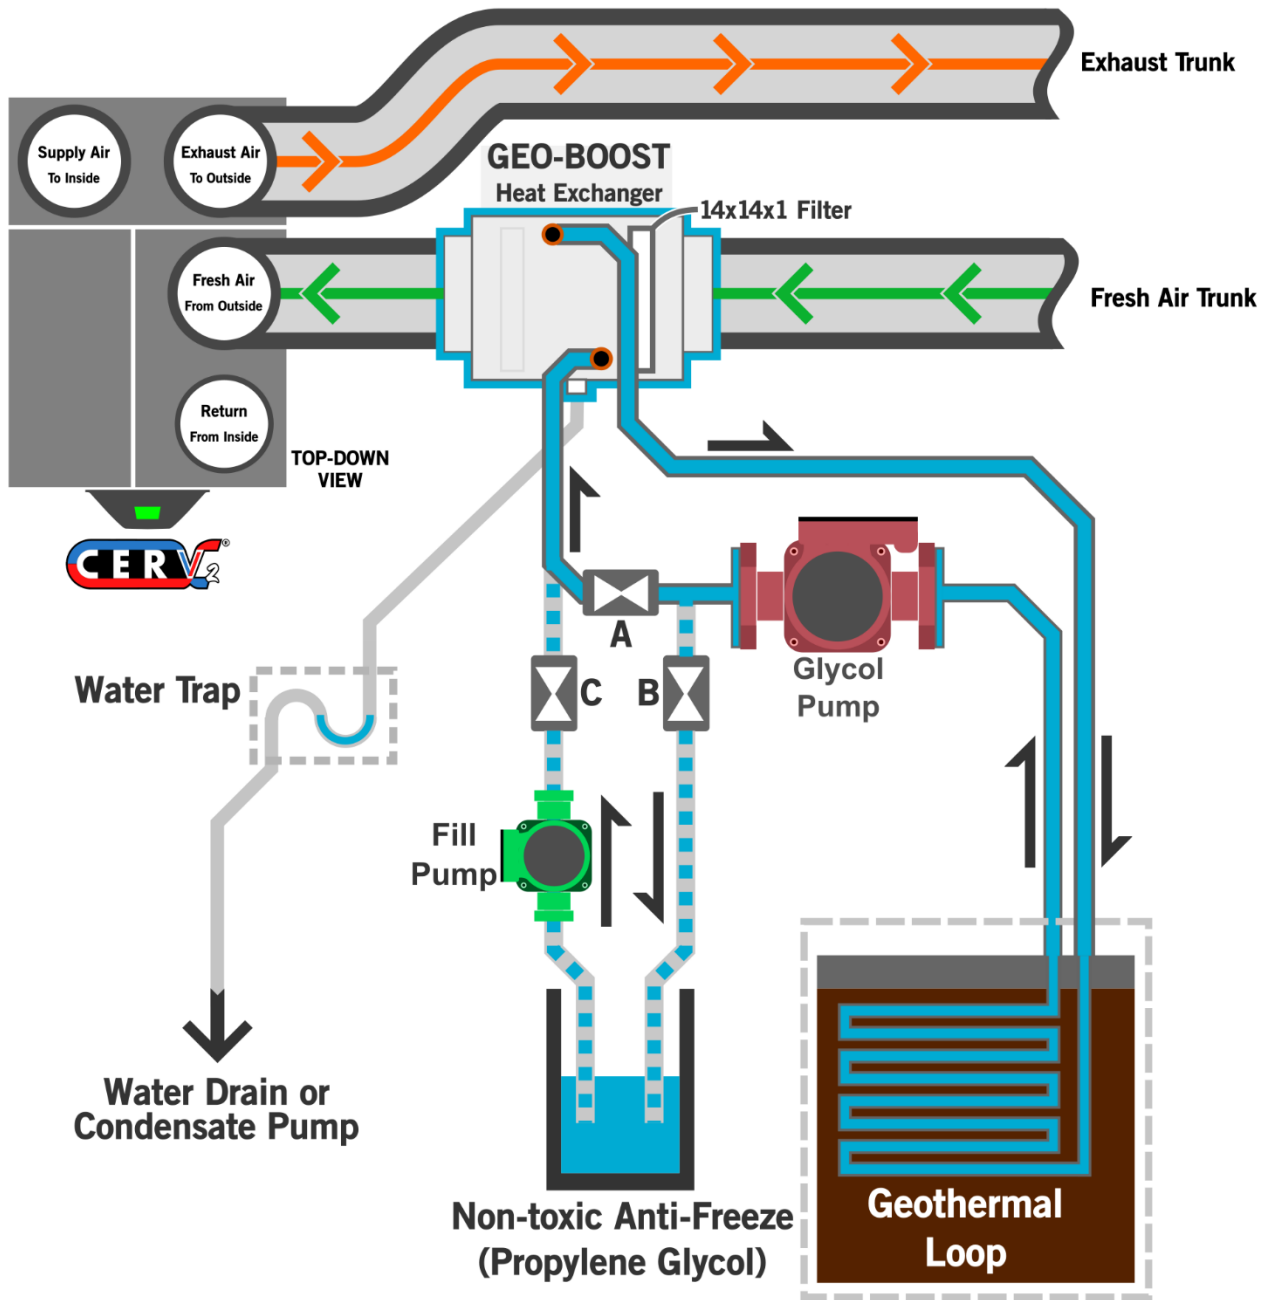 Exhaust Trunk
Supply Air
To Inside
Exhaust Air
To Outside
GEO-BOOST
Heat Exchanger
14x14x1 Filter
Fresh Air
From Outside
Fresh Air Trunk
Return
From Inside
TOP-DOWN
VIEW
CERV2®
A
Water Trap
C
B
Glycol
Pump
Fill
Pump
Water Drain or
Condensate Pump
Non-toxic Anti-Freeze
(Propylene Glycol)
Geothermal
Loop